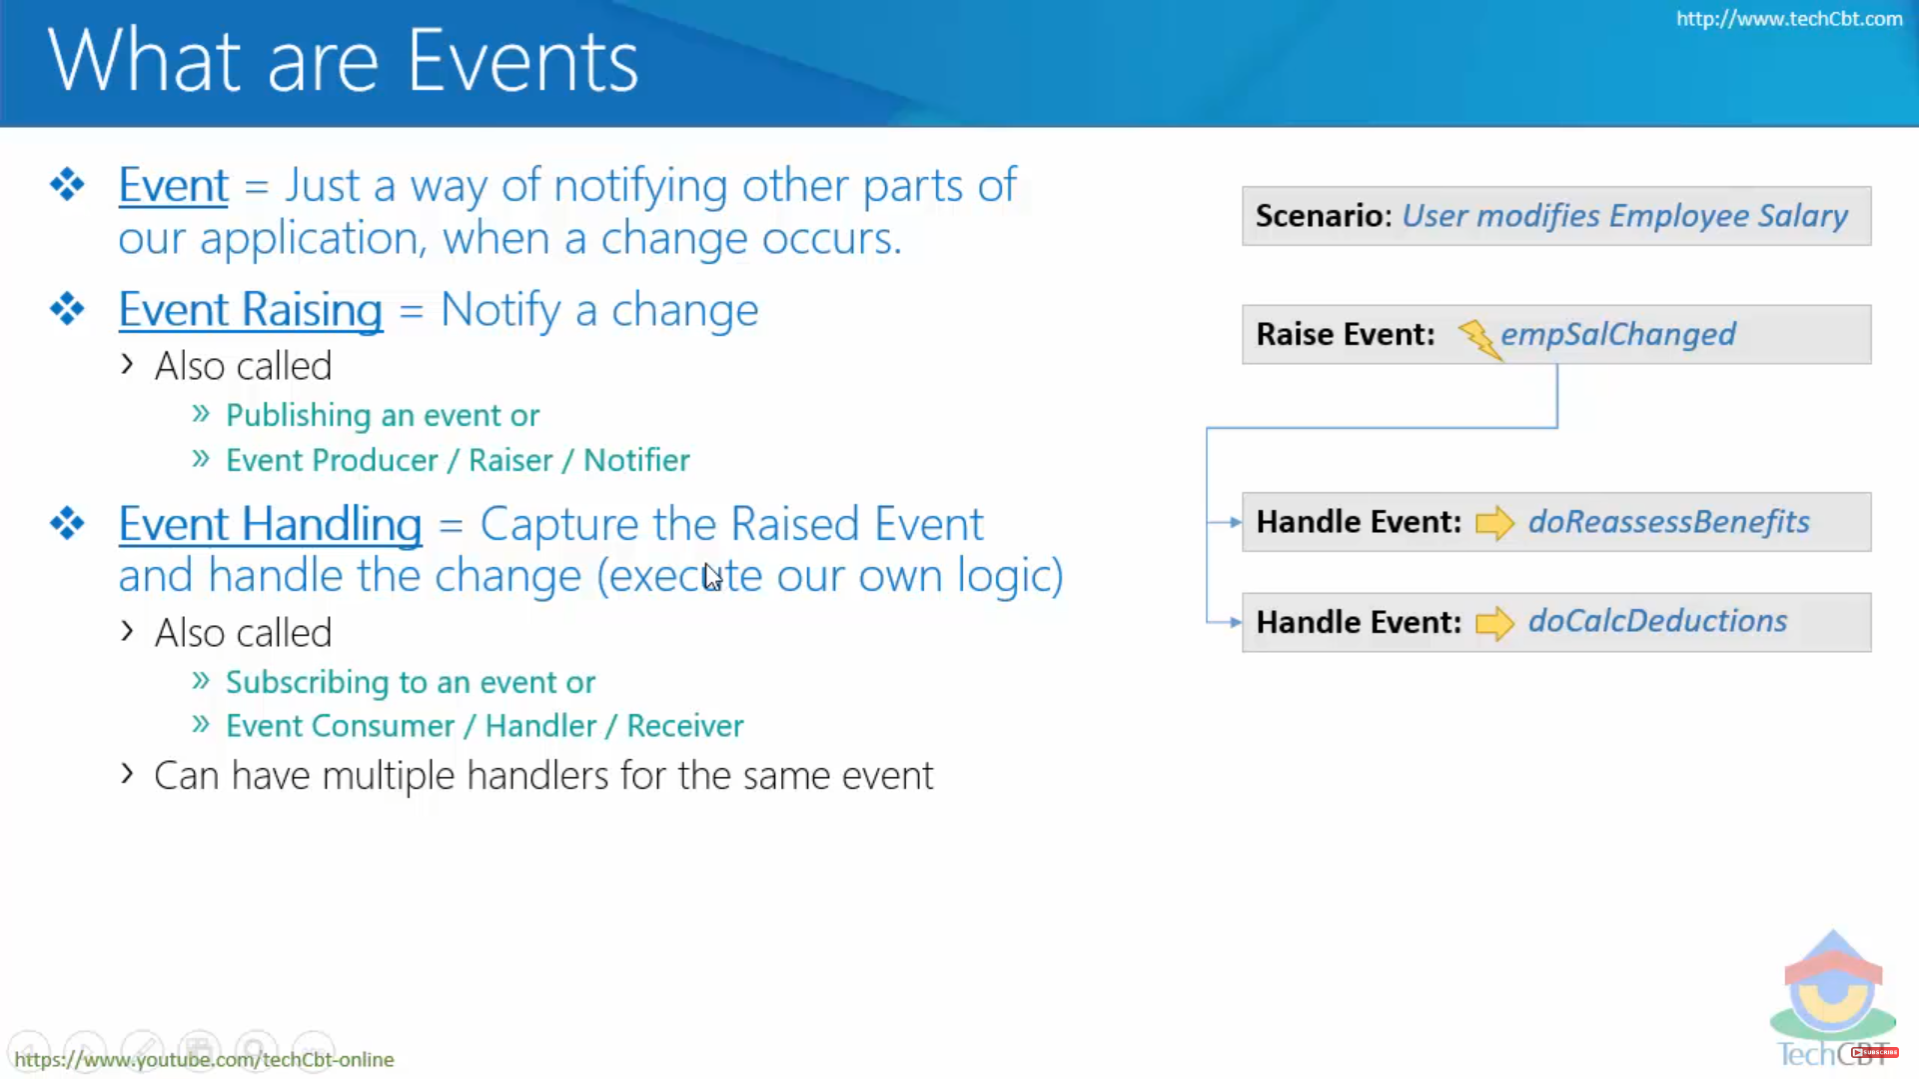 http://www.techCbt.com
What are Events
Event = Just a way of notifying other parts of
our application, when a change occurs.
Event Raising = Notify a change
Also called
Publishing an event or
Event Producer / Raiser / Notifier
Event Handling = Capture the Raised Event
and handle the change (execute our own logic)
Also called
Subscribing to an event or
Event Consumer / Handler / Receiver
Can have multiple handlers for the same event
Scenario: User modifies Employee Salary
Raise Event: empSalChanged
Handle Event: doReassessBenefits
Handle Event: doCalcDeductions
https://www.youtube.com/techCbt-online
TechCBT
SUBSCRIBE